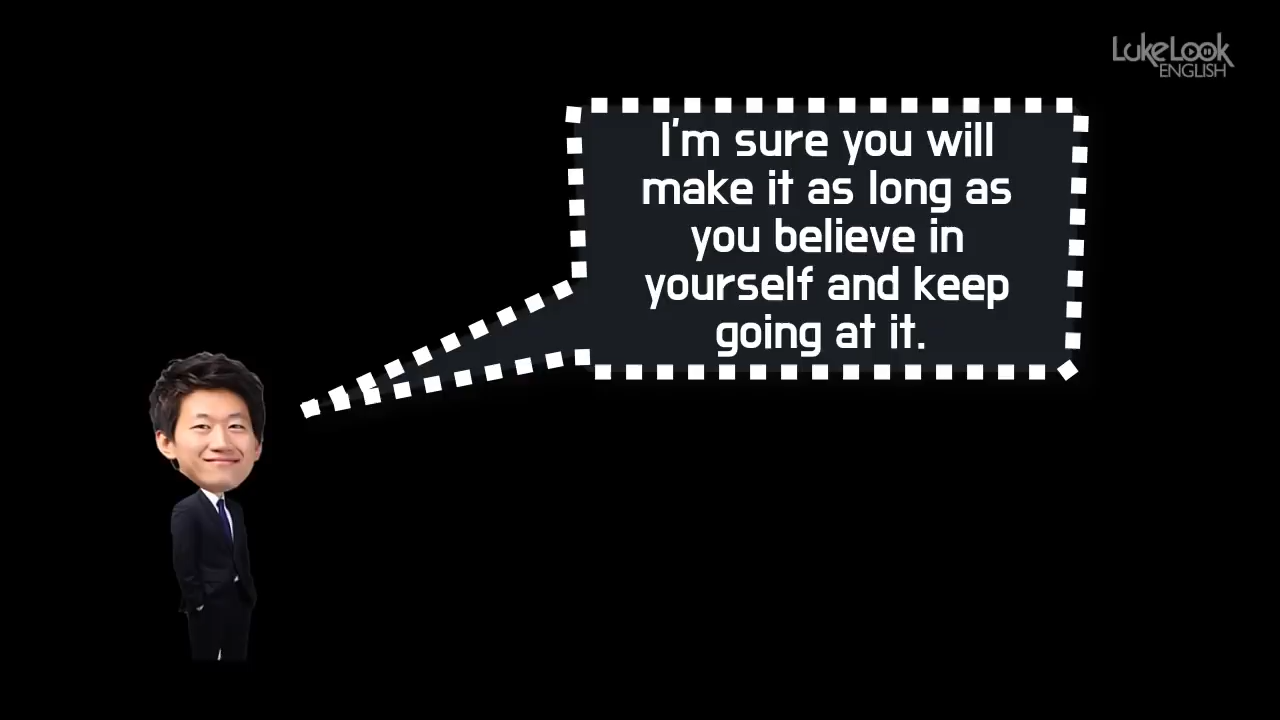 LukeLook
ENGLISH
I'm sure you will
make it as long as
you believe in
yourself and keep
going at it.